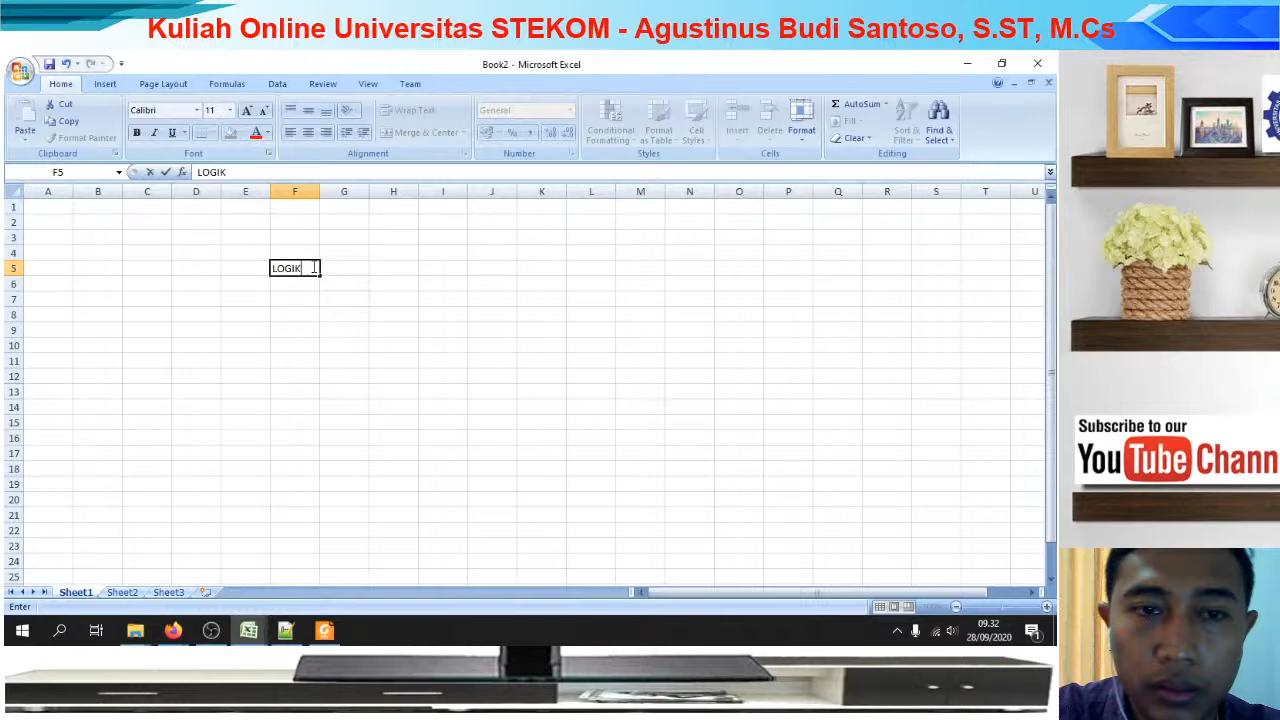 Kuliah Online Universitas STEKOM - Agustinus Budi Santoso, S.ST, M.Cs
Book2 - Microsoft Excel
Home Insert Page Layout Formulas Data Review View Team
Paste
Cut
Copy
Format Painter
Clipboard
Calibri 11
B I U
Font
Wrap Text
Merge & Center
Alignment
General
%
Number
Conditional Formatting
Format as Table
Cell Styles
Styles
Insert Delete Format
Cells
AutoSum
Fill
Clear
Sort & Filter
Find & Select
Editing
F5 LOGIK
A B C D E F G H I J K L M N O P Q R S T U
1
2
3
4
5 LOGIK
6
7
8
9
10
11
12
13
14
15
16
17
18
19
20
21
22
23
24
25
Sheet1 Sheet2 Sheet3
Enter
09.32
28/09/2020
Subscribe to our
YouTube Chann